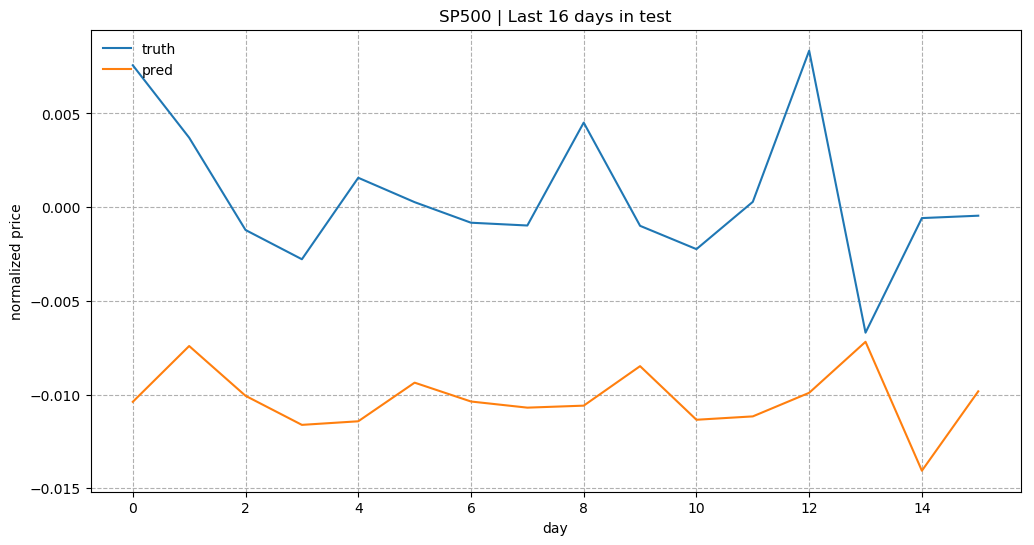 SP500 | Last 16 days in test
truth
pred
normalized price
0.005
0.000
−0.005
−0.010
−0.015
0 2 4 6 8 10 12 14
day